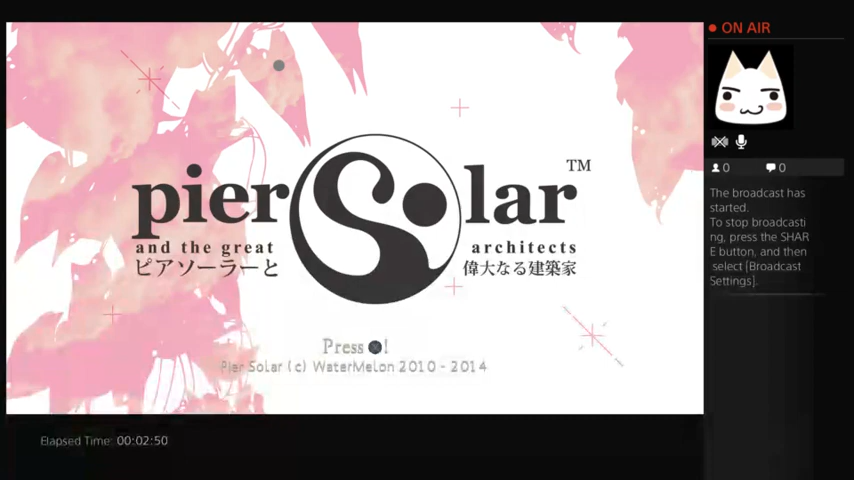 ON AIR
pier Solar™
and the great architects
ピアソーラーと 偉大なる建築家
Press !
Pier Solar (c) WaterMelon 2010 - 2014
0 0
The broadcast has
started.
To stop broadcasti
ng, press the SHAR
E button, and then
select [Broadcast
Settings].
Elapsed Time: 00:02:50